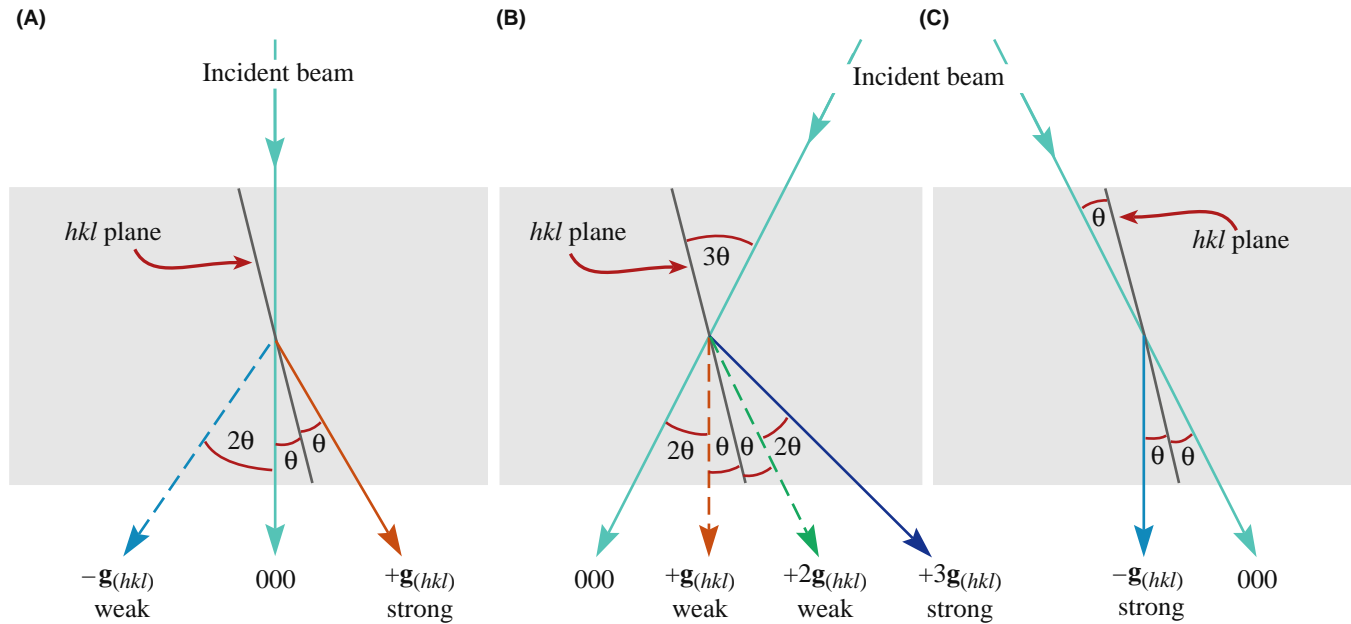 (A)
Incident beam
hkl plane
2θ
θ
θ
−g(hkl)
weak
000
+g(hkl)
strong
(B)
Incident beam
hkl plane
3θ
2θ
θ
θ
2θ
000
+g(hkl)
weak
+2g(hkl)
weak
+3g(hkl)
strong
(C)
θ
hkl plane
θ
θ
−g(hkl)
strong
000